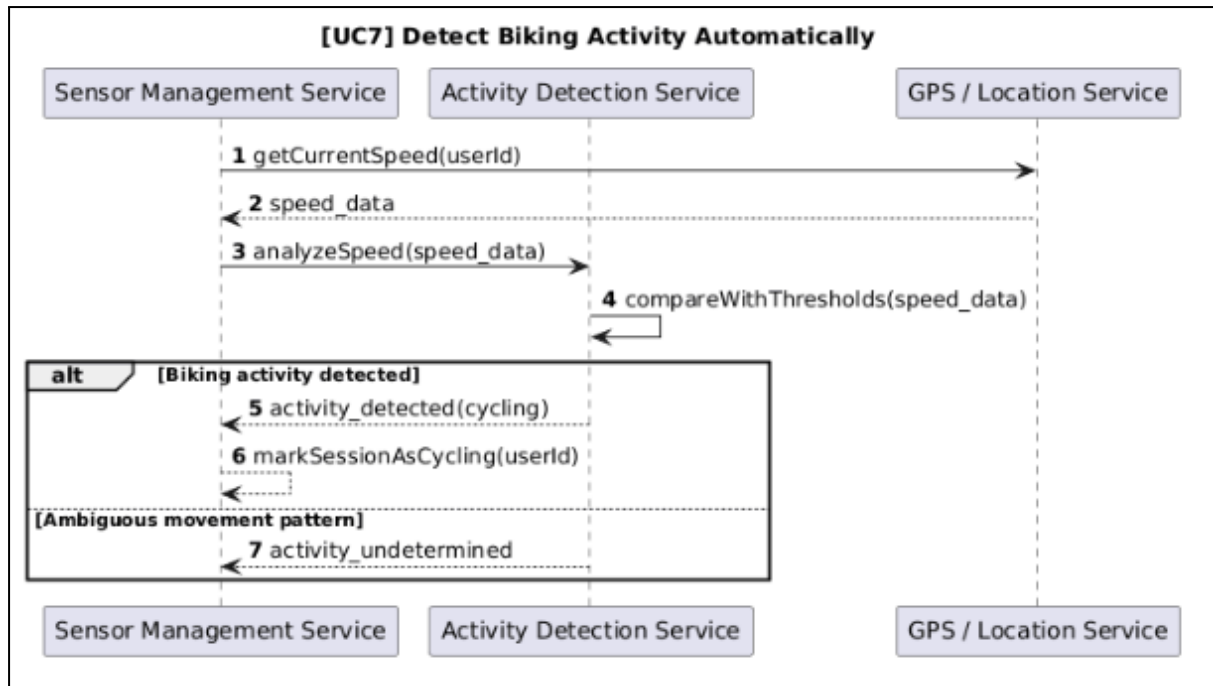 [UC7] Detect Biking Activity Automatically
Sensor Management Service
Activity Detection Service
GPS / Location Service
1 getCurrentSpeed(userId)
2 speed_data
3 analyzeSpeed(speed_data)
4 compareWithThresholds(speed_data)
alt [Biking activity detected]
5 activity_detected(cycling)
6 markSessionAsCycling(userId)
[Ambiguous movement pattern]
7 activity_undetermined
Sensor Management Service
Activity Detection Service
GPS / Location Service